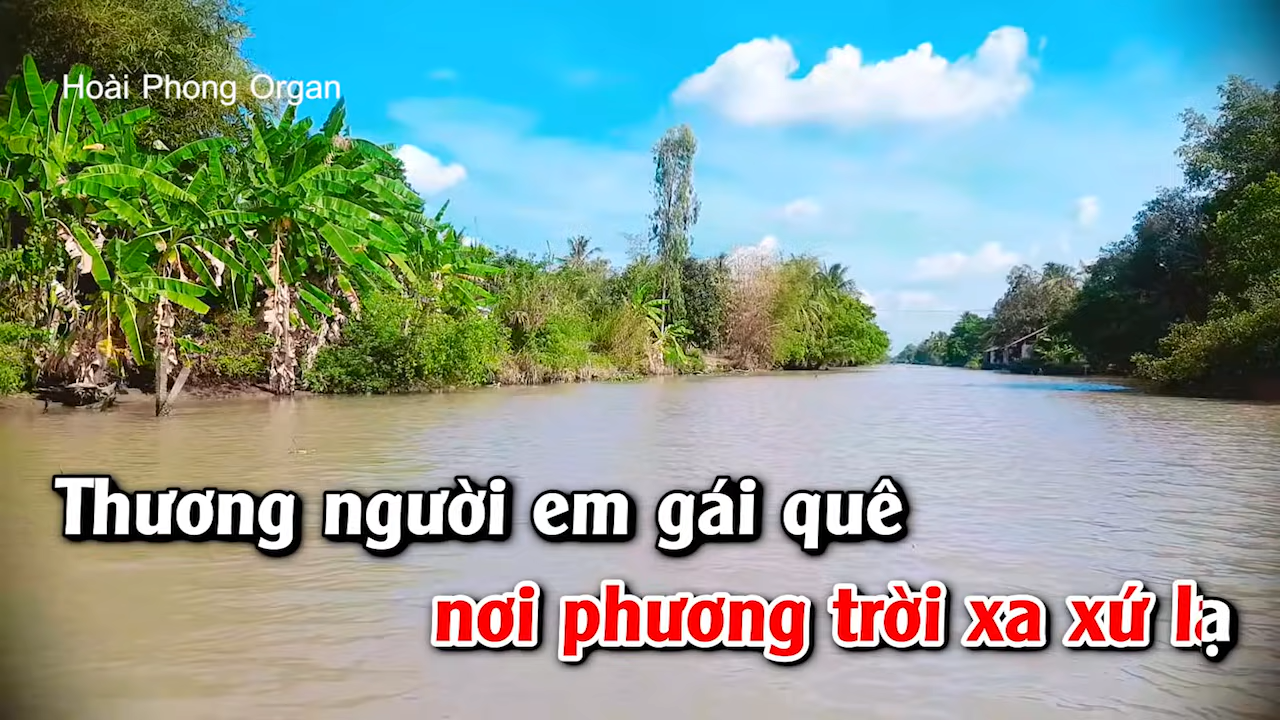 Hoài Phong Organ
Thương người em gái quê
nơi phương trời xa xứ lạ